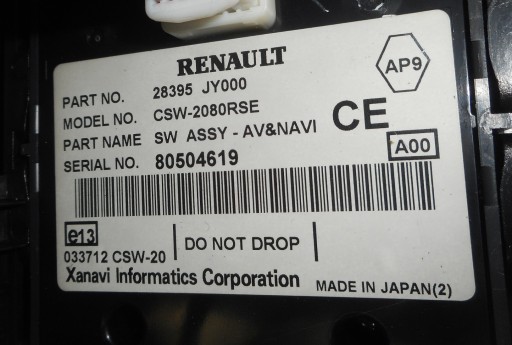 RENAULT
AP9
PART NO. 28395 JY000
MODEL NO. CSW-2080RSE
CE
PART NAME SW ASSY - AV&NAVI
SERIAL NO. 80504619
A00
e13
033712 CSW-20
DO NOT DROP
Xanavi Informatics Corporation
MADE IN JAPAN(2)